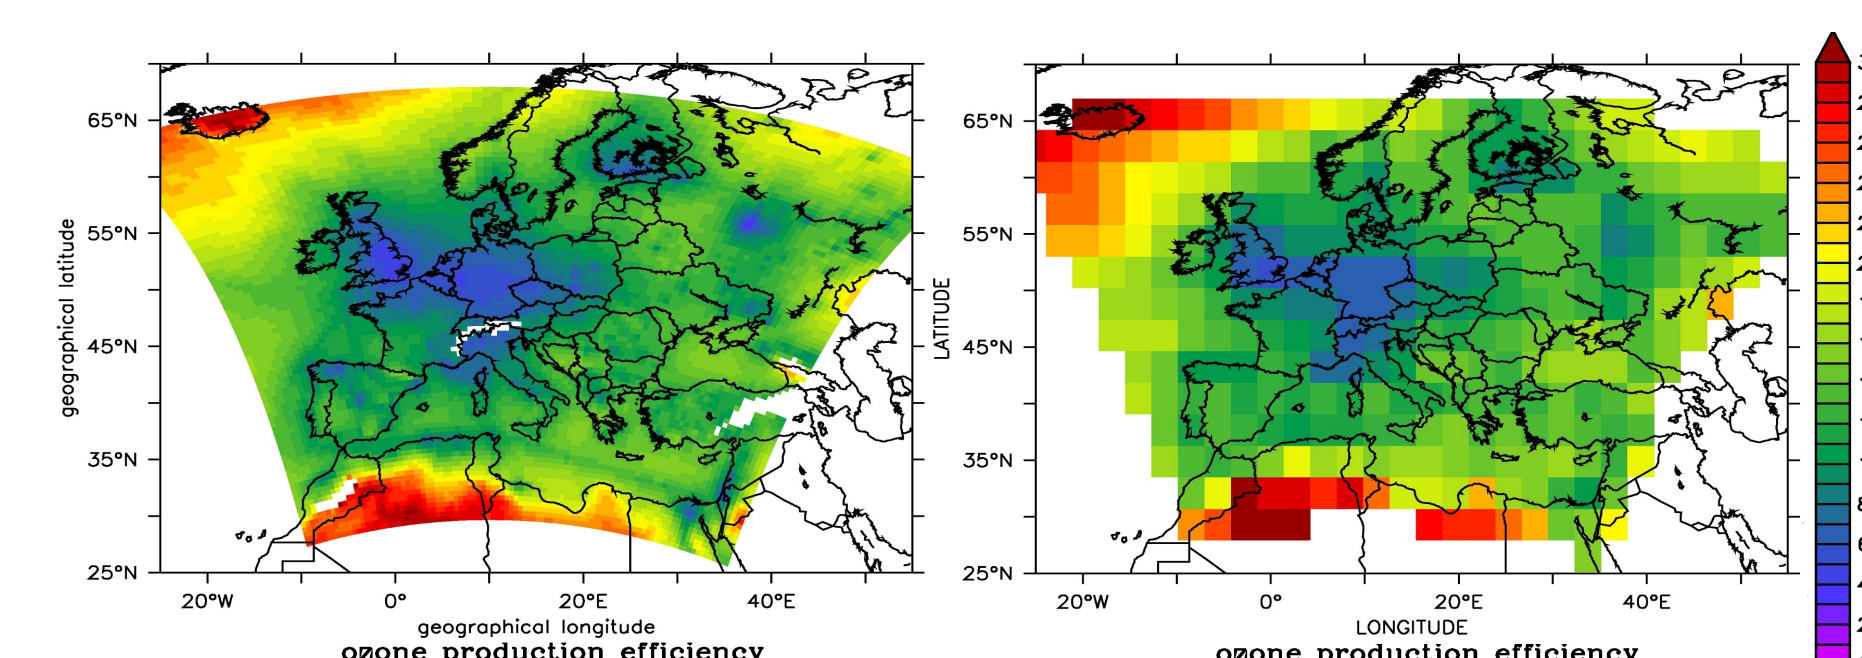 65°N
55°N
45°N
35°N
25°N
geographical latitude
20°W 0° 20°E 40°E
geographical longitude
ozone production efficiency
65°N
55°N
45°N
35°N
25°N
LATITUDE
20°W 0° 20°E 40°E
LONGITUDE
ozone production efficiency